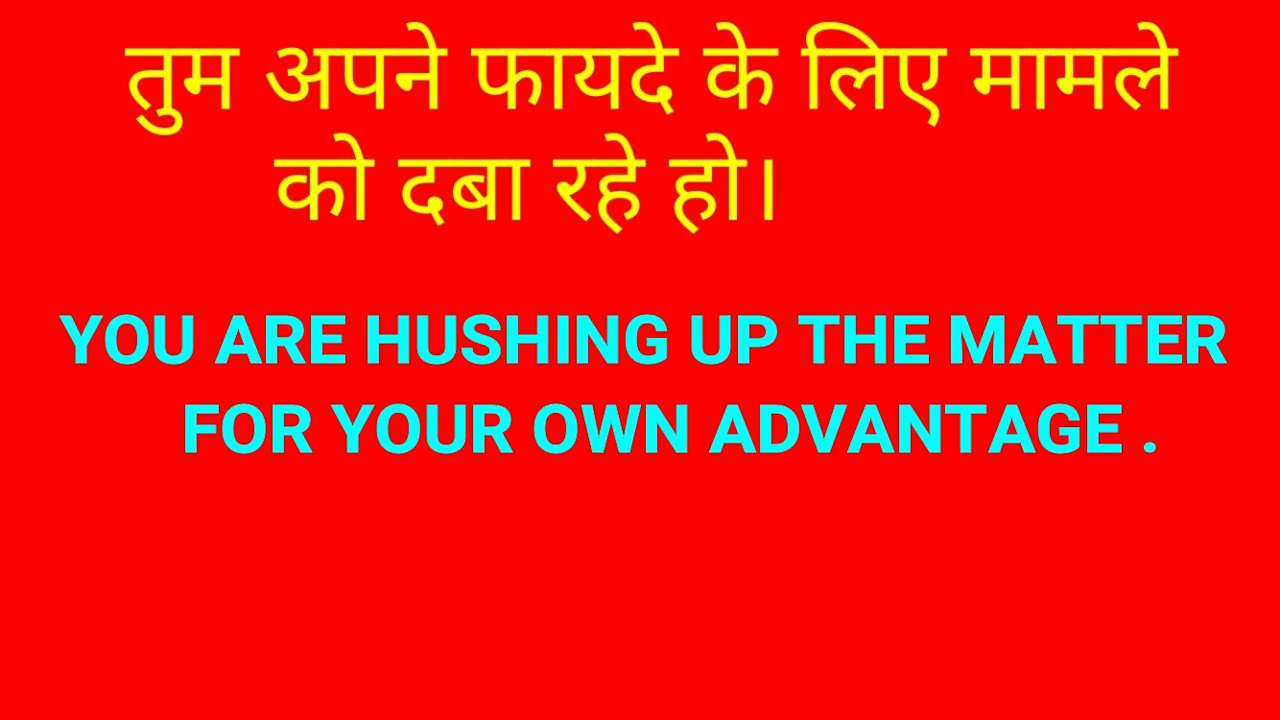 तुम अपने फायदे के लिए मामले
को दबा रहे हो।
YOU ARE HUSHING UP THE MATTER
FOR YOUR OWN ADVANTAGE .